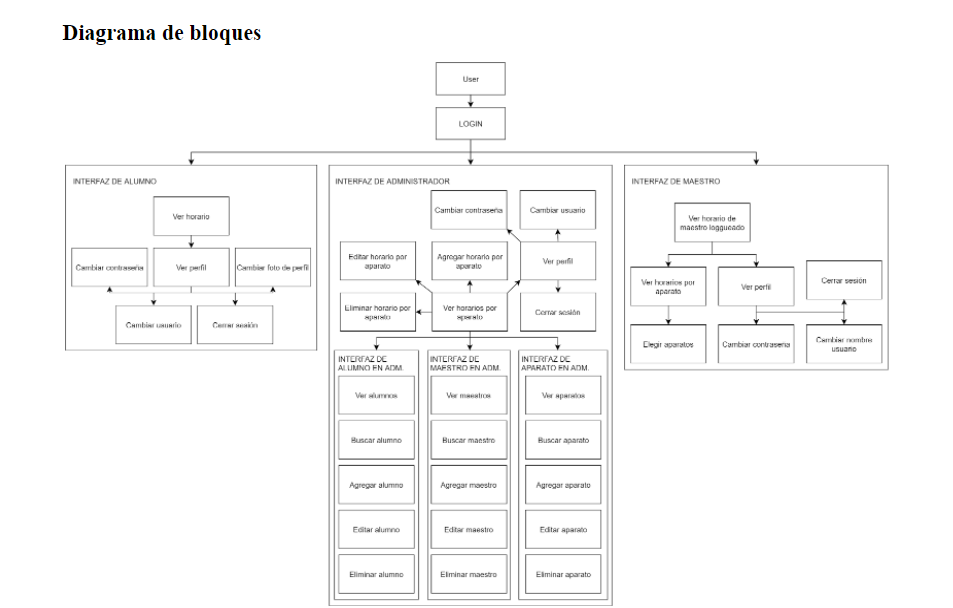 Diagrama de bloques
User
LOGIN
INTERFAZ DE ALUMNO
Ver horario
Cambiar contraseña
Ver perfil
Cambiar foto de perfil
Cambiar usuario
Cerrar sesión
INTERFAZ DE ADMINISTRADOR
Cambiar contraseña
Cambiar usuario
Editar horario por
aparato
Agregar horario por
aparato
Ver perfil
Eliminar horario por
aparato
Ver horarios por
aparato
Cerrar sesión
INTERFAZ DE
ALUMNO EN ADM.
Ver alumnos
Buscar alumno
Agregar alumno
Editar alumno
Eliminar alumno
INTERFAZ DE
MAESTRO EN ADM.
Ver maestros
Buscar maestro
Agregar maestro
Editar maestro
Eliminar maestro
INTERFAZ DE
APARATO EN ADM.
Ver aparatos
Buscar aparato
Agregar aparato
Editar aparato
Eliminar aparato
INTERFAZ DE MAESTRO
Ver horario de
maestro loggueado
Ver horarios por
aparato
Ver perfil
Cerrar sesión
Elegir aparatos
Cambiar contraseña
Cambiar nombre
usuario